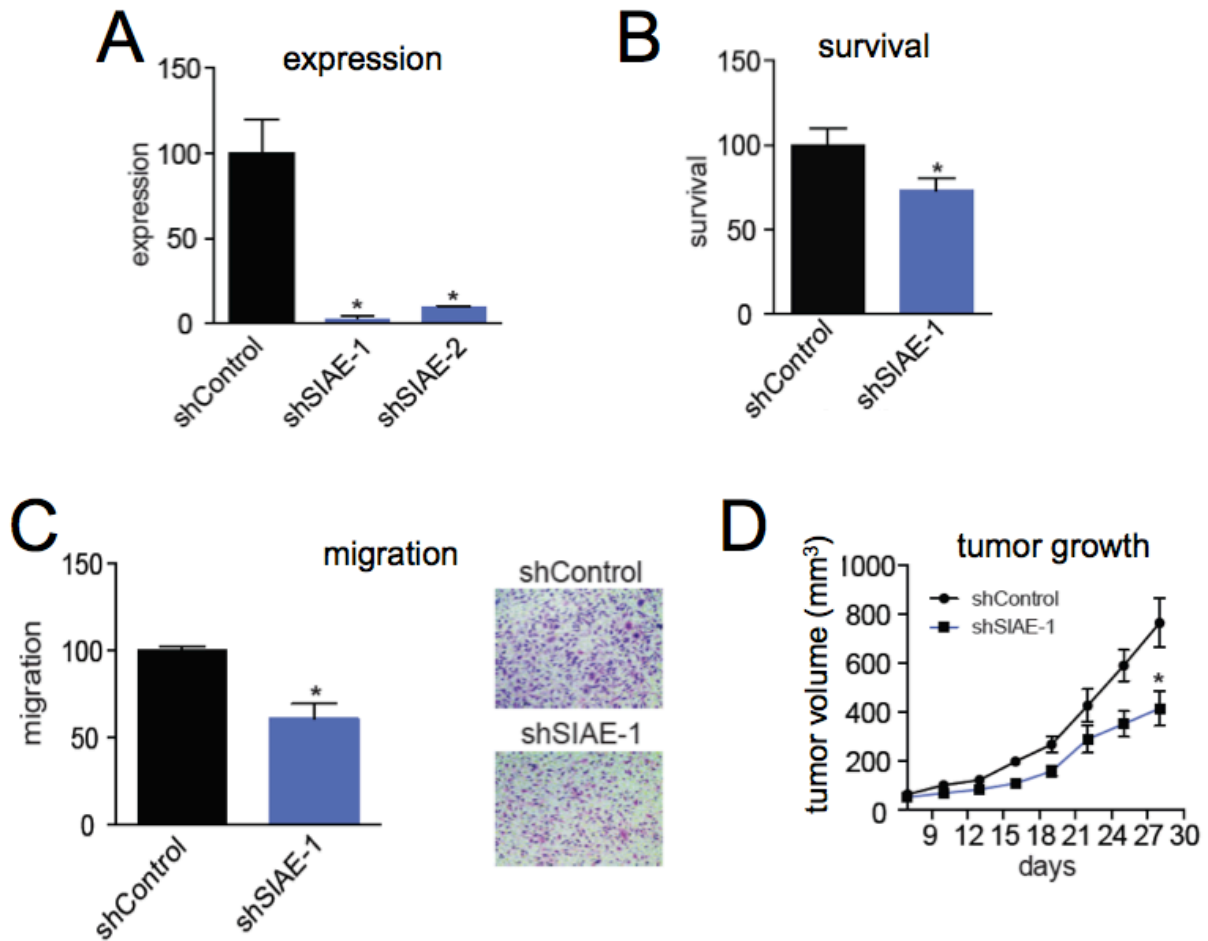 A
expression
150
100
50
0
expression
*
*
shControl
shSIAE-1
shSIAE-2
B
survival
150
100
50
0
survival
*
shControl
shSIAE-1
C
migration
150
100
50
0
migration
*
shControl
shSIAE-1
shControl
shSIAE-1
D
tumor growth
tumor volume (mm³)
1000
800
600
400
200
0
shControl
shSIAE-1
*
9 12 15 18 21 24 27 30
days